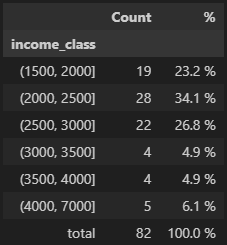 Count %
income_class
(1500, 2000] 19 23.2 %
(2000, 2500] 28 34.1 %
(2500, 3000] 22 26.8 %
(3000, 3500] 4 4.9 %
(3500, 4000] 4 4.9 %
(4000, 7000] 5 6.1 %
total 82 100.0 %